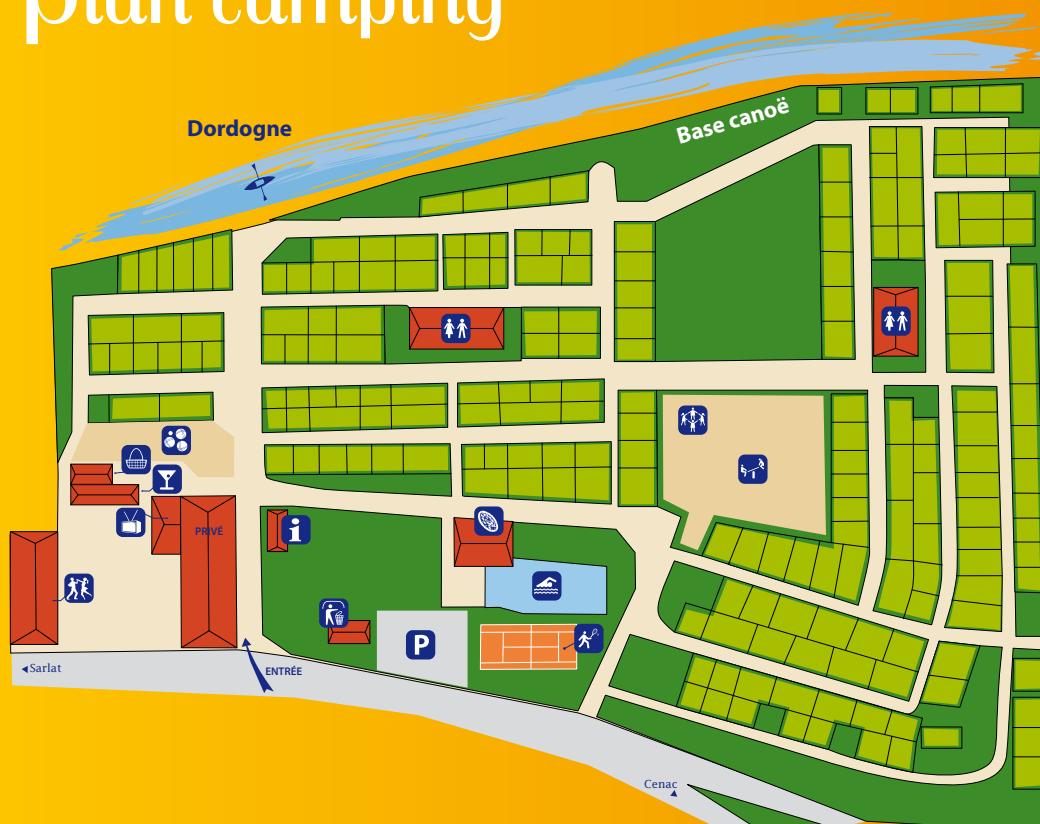 plan camping
Dordogne
Base canoë
PRIVÉ
i
P
ENTRÉE
Sarlat
Cenac